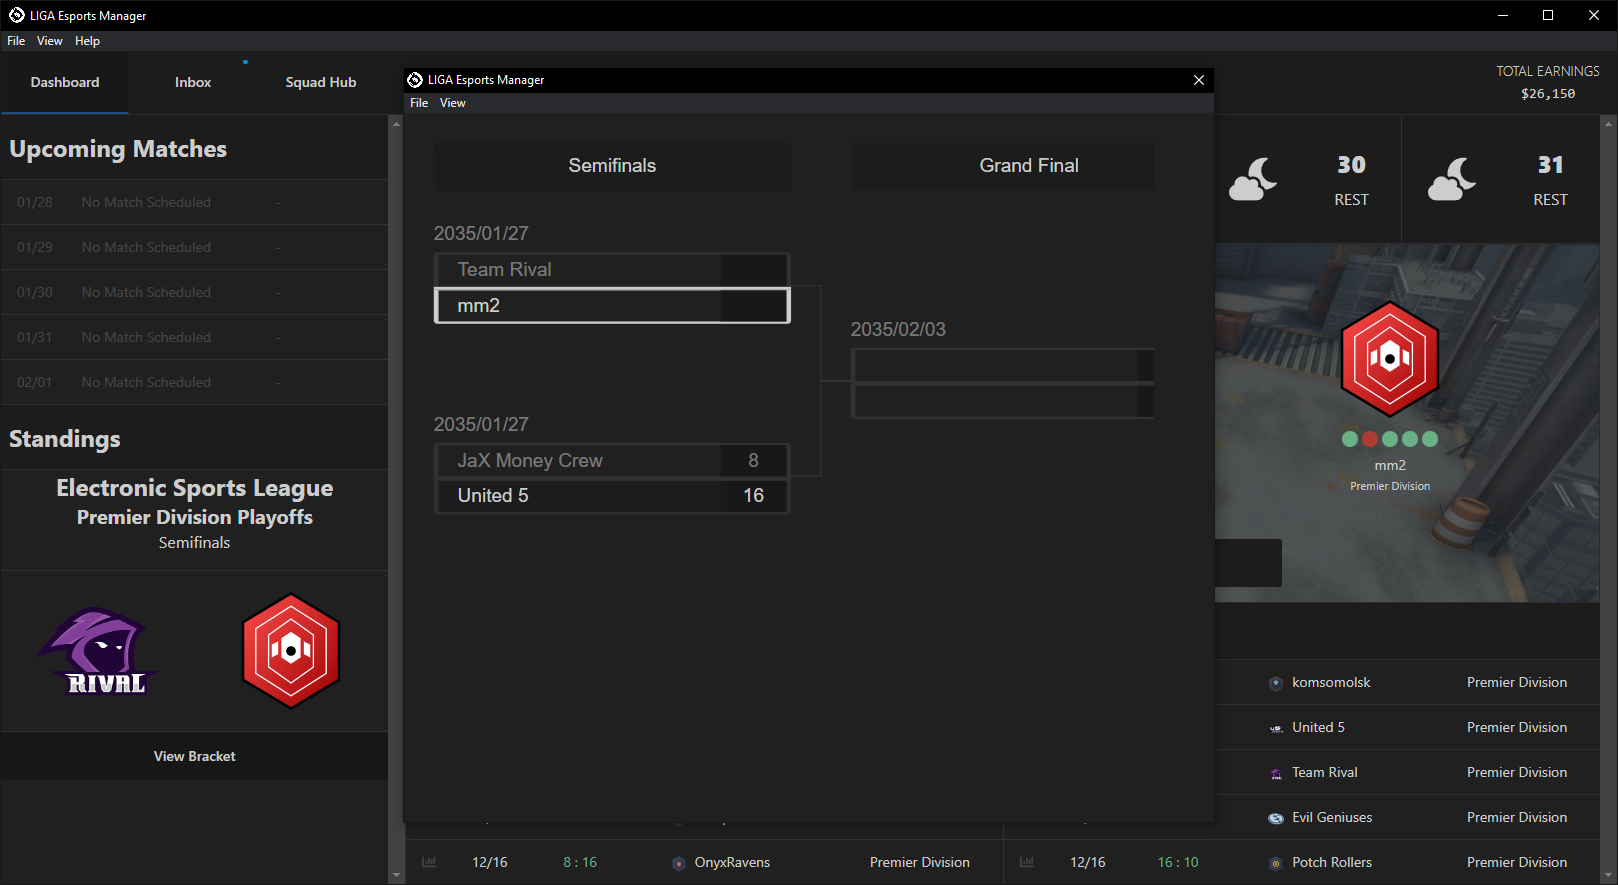 LIGA Esports Manager
File View Help
Dashboard Inbox Squad Hub
TOTAL EARNINGS
$26,150
Upcoming Matches
01/28 No Match Scheduled -
01/29 No Match Scheduled -
01/30 No Match Scheduled -
01/31 No Match Scheduled -
02/01 No Match Scheduled -
Standings
Electronic Sports League
Premier Division Playoffs
Semifinals
RIVAL
View Bracket
LIGA Esports Manager
File View
Semifinals Grand Final
2035/01/27
Team Rival
mm2
2035/02/03
2035/01/27
JaX Money Crew 8
United 5 16
30
REST
31
REST
mm2
Premier Division
komsomolsk Premier Division
United 5 Premier Division
Team Rival Premier Division
Evil Geniuses Premier Division
12/16 8 : 16 OnyxRavens Premier Division
12/16 16 : 10 Potch Rollers Premier Division